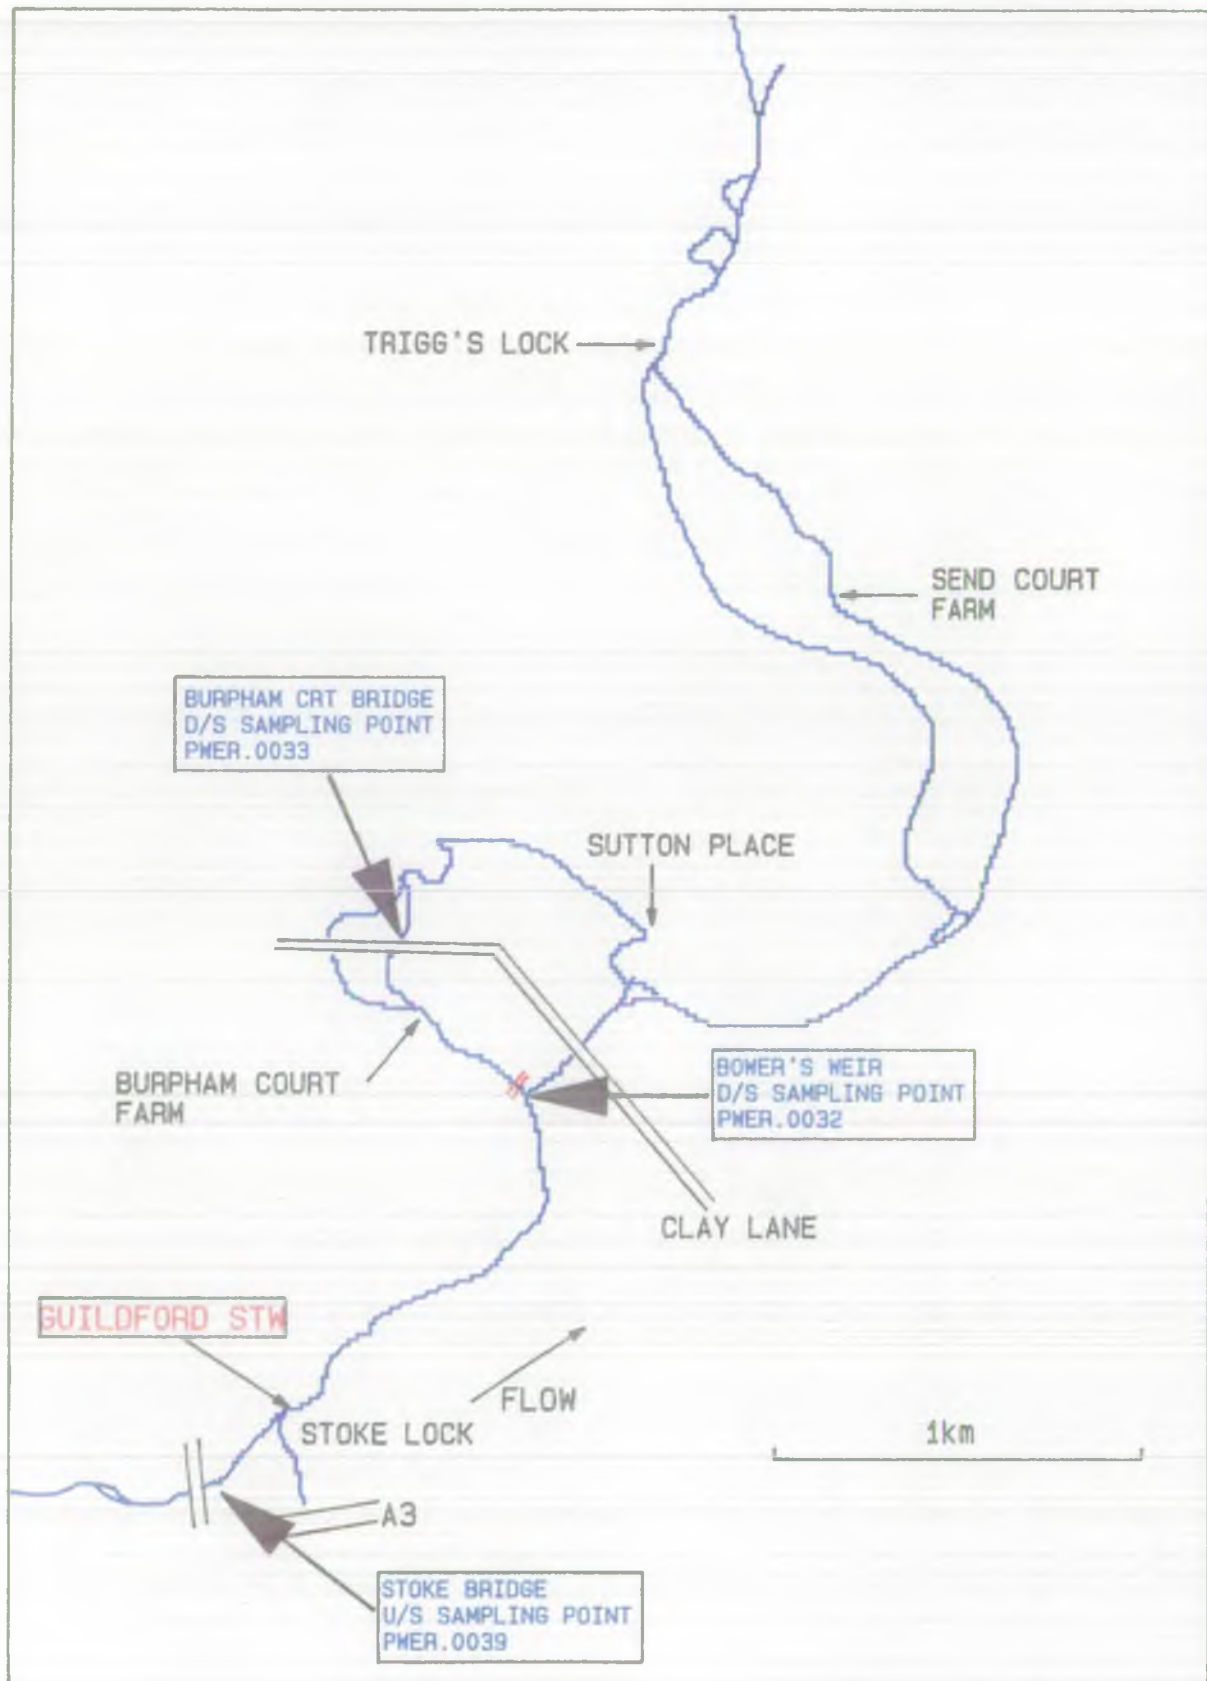 TRIGG'S LOCK
SEND COURT
FARM
BURPHAM CRT BRIDGE
D/S SAMPLING POINT
PWER.0033
SUTTON PLACE
BURPHAM COURT
FARM
BOWER'S WEIR
D/S SAMPLING POINT
PWER.0032
CLAY LANE
GUILDFORD STW
FLOW
STOKE LOCK
1km
A3
STOKE BRIDGE
U/S SAMPLING POINT
PWER.0039